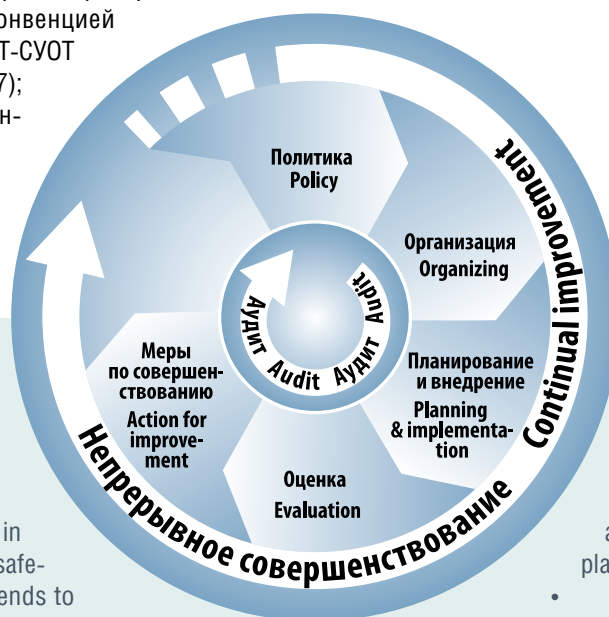 онвенцией
Т-СУОТ
7);
н-
Политика
Policy
Организация
Organizing
Планирование
и внедрение
Planning
& implementa-
tion
Оценка
Evaluation
Меры
по совершен-
ствованию
Action for
improve-
ment
Аудит Audit Аудит Audit
Continual improvement
Непрерывное совершенствование
in
safe-
ends to
a
pla
•